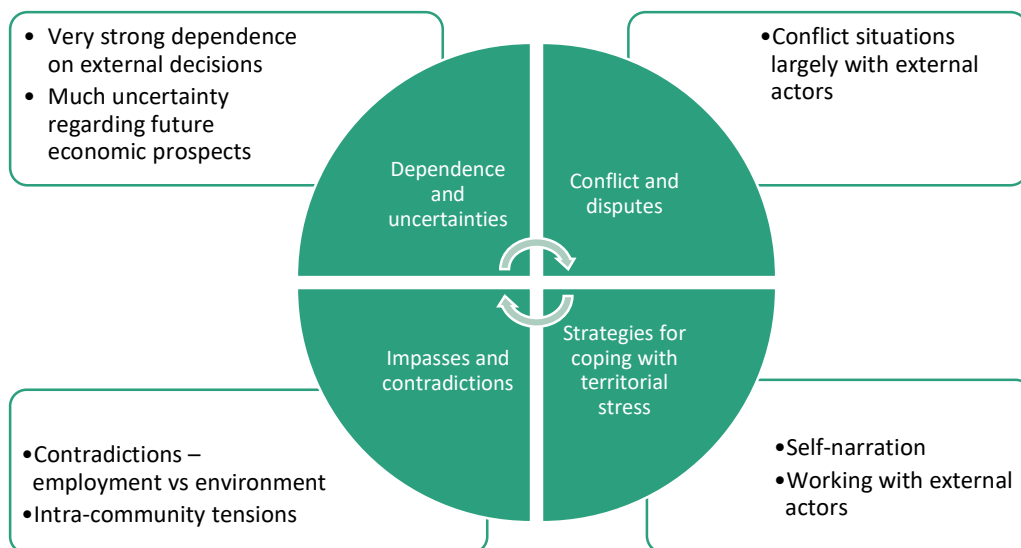 • Very strong dependence
on external decisions
• Much uncertainty
regarding future
economic prospects
•Conflict situations
largely with external
actors
Dependence
and
uncertainties
Conflict and
disputes
Impasses and
contradictions
Strategies for
coping with
territorial
stress
•Contradictions –
employment vs environment
•Intra-community tensions
•Self-narration
•Working with external
actors